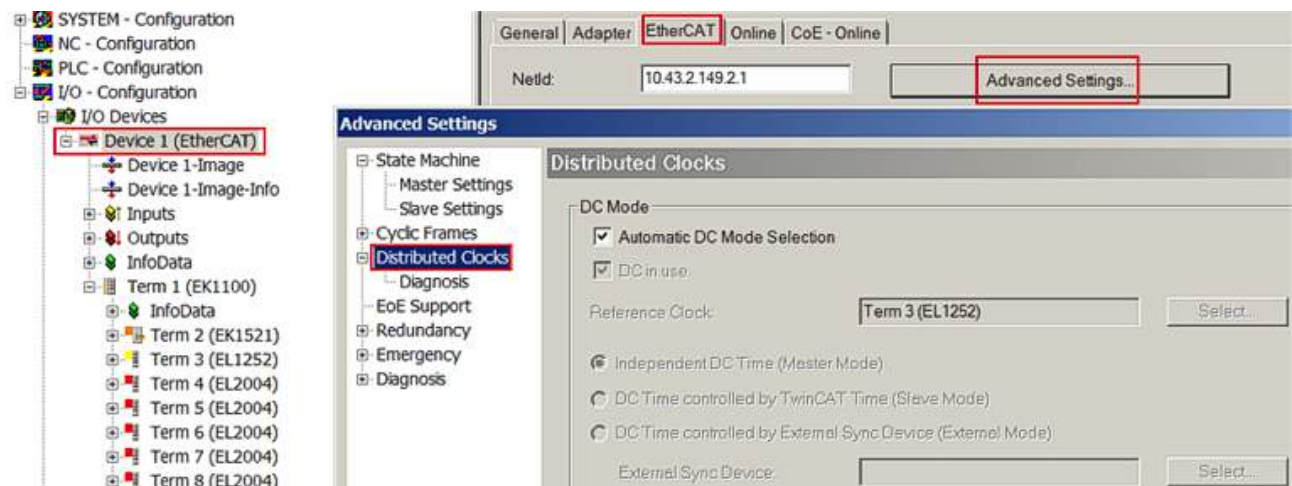 SYSTEM - Configuration
NC - Configuration
PLC - Configuration
I/O - Configuration
I/O Devices
Device 1 (EtherCAT)
Device 1-Image
Device 1-Image-Info
Inputs
Outputs
InfoData
Term 1 (EK1100)
InfoData
Term 2 (EK1521)
Term 3 (EL1252)
Term 4 (EL2004)
Term 5 (EL2004)
Term 6 (EL2004)
Term 7 (EL2004)
Term 8 (EL2004)
General Adapter EtherCAT Online CoE - Online
NetId: 10.43.2.149.2.1 Advanced Settings...
Advanced Settings
State Machine
Master Settings
Slave Settings
Cyclic Frames
Distributed Clocks
Diagnosis
EoE Support
Redundancy
Emergency
Diagnosis
Distributed Clocks
DC Mode
Automatic DC Mode Selection
DC in use
Reference Clock: Term 3 (EL1252) Select...
Independent DC Time (Master Mode)
DC Time controlled by TwinCAT Time (Slave Mode)
DC Time controlled by External Sync Device (External Mode)
External Sync Device: Select...